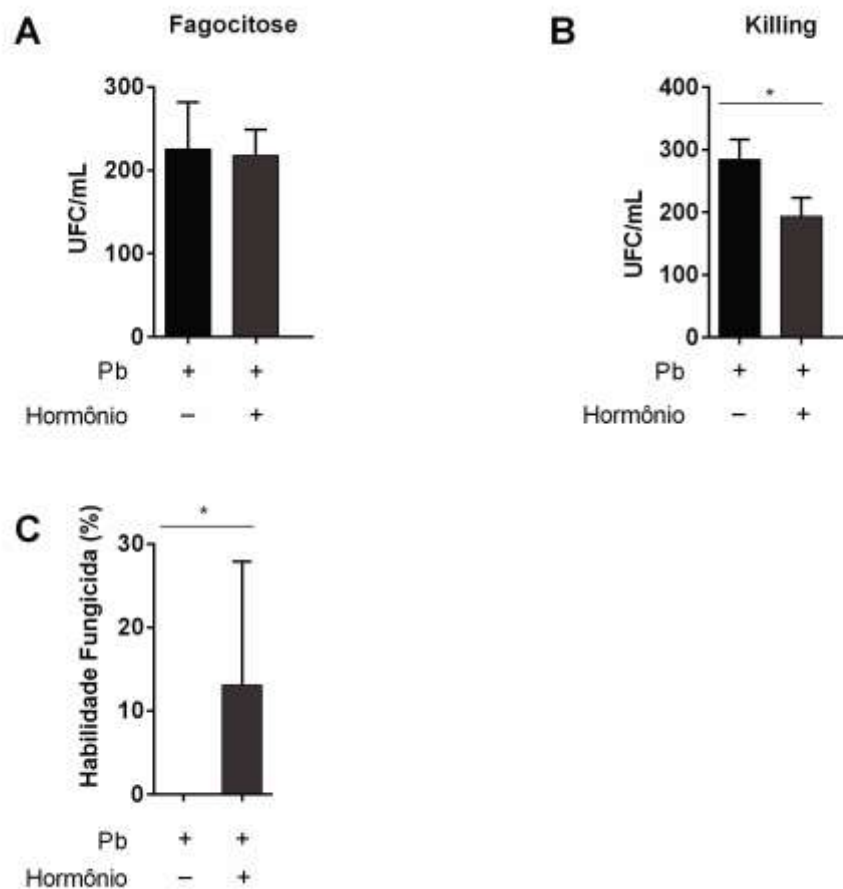 A
Fagocitose
300
200
100
0
UFC/mL
Pb + +
Hormônio – +
B
Killing
400
300
200
100
0
UFC/mL
*
Pb + +
Hormônio – +
C
*
30
20
10
0
Habilidade Fungicida (%)
Pb + +
Hormônio – +